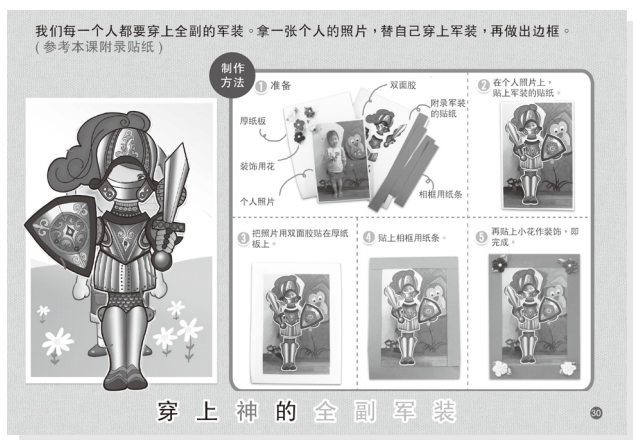 我们每一个人都要穿上全副的军装。拿一张个人的照片，替自己穿上军装，再做出边框。
(参考本课附录贴纸)
制作
方法
1 准备
双面胶
附录军装
的贴纸
厚纸板
装饰用花
个人照片
相框用纸条
2 在个人照片上，
贴上军装的贴纸。
3 把照片用双面胶贴在厚纸
板上。
4 贴上相框用纸条。
5 再贴上小花作装饰，即
完成。
穿上神的全副军装
30